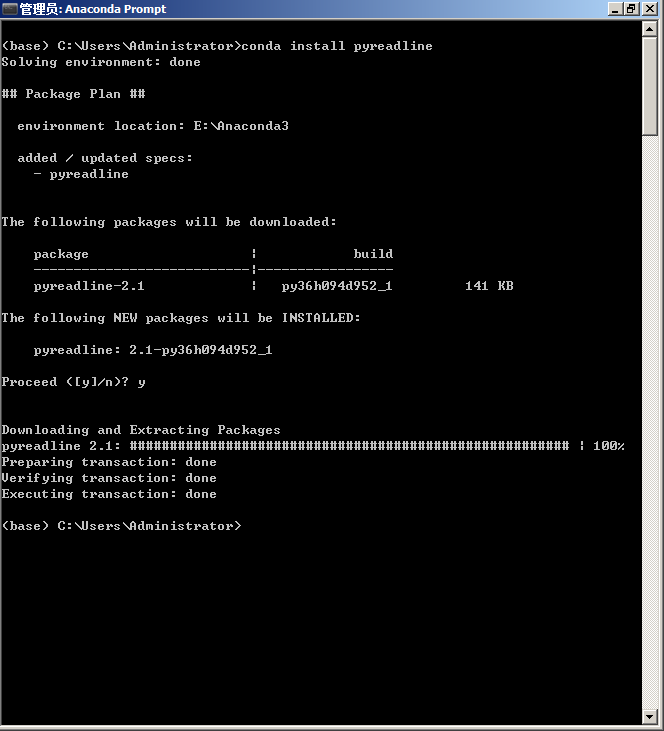 管理员: Anaconda Prompt
(base) C:\Users\Administrator>conda install pyreadline
Solving environment: done
## Package Plan ##
  environment location: E:\Anaconda3
  added / updated specs:
    - pyreadline
The following packages will be downloaded:
    package                    |            build
    ---------------------------|-----------------
    pyreadline-2.1             |   py36h094d952_1         141 KB
The following NEW packages will be INSTALLED:
    pyreadline: 2.1-py36h094d952_1
Proceed ([y]/n)? y
Downloading and Extracting Packages
pyreadline 2.1: ####################################################### | 100%
Preparing transaction: done
Verifying transaction: done
Executing transaction: done
(base) C:\Users\Administrator>